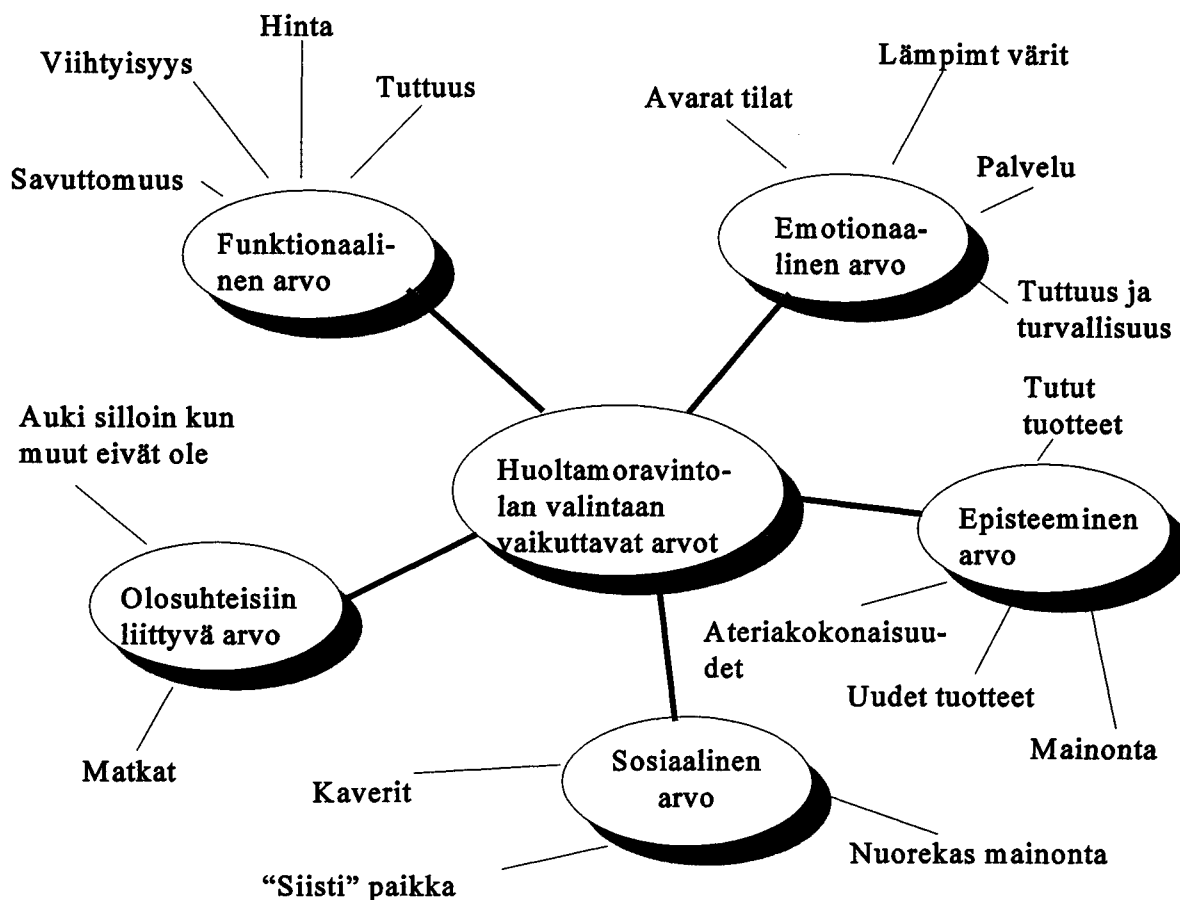 Hinta
Viihtyisyys
Tuttuus
Savuttomuus
Funktionaali-
nen arvo
Lämpimt värit
Avarat tilat
Palvelu
Emotionaa-
linen arvo
Tuttuus ja
turvallisuus
Auki silloin kun
muut eivät ole
Huoltamoravinto-
lan valintaan
vaikuttavat arvot
Tutut
tuotteet
Episteeminen
arvo
Olosuhteisiin
liittyvä arvo
Ateriakokonaisuu-
det
Uudet tuotteet
Mainonta
Matkat
Kaverit
Sosiaalinen
arvo
Nuorekas mainonta
“Siisti” paikka